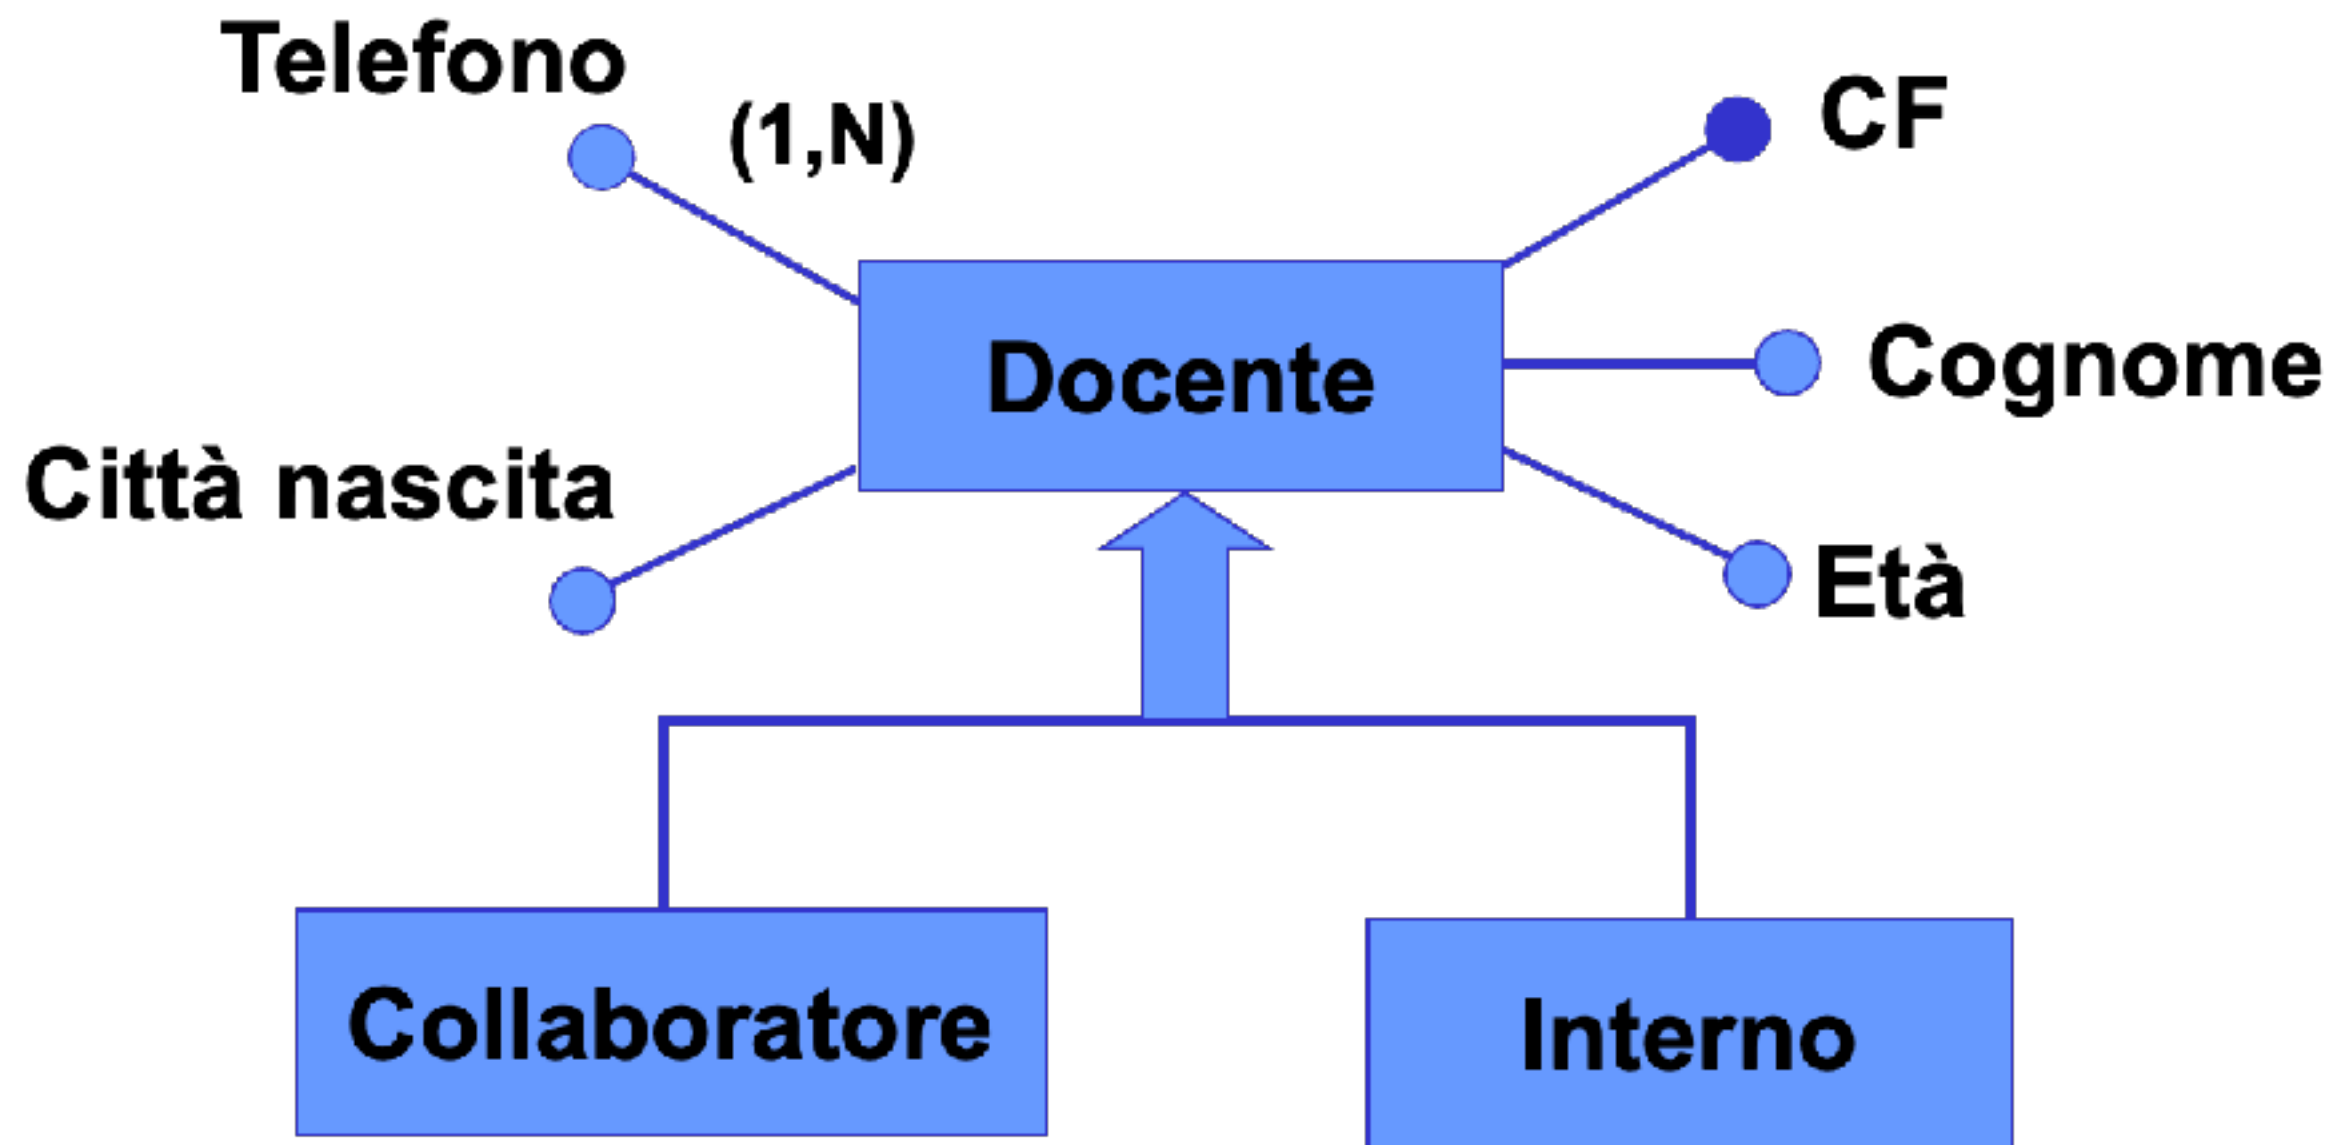 Telefono
(1,N)
CF
Docente
Cognome
Città nascita
Età
Collaboratore
Interno